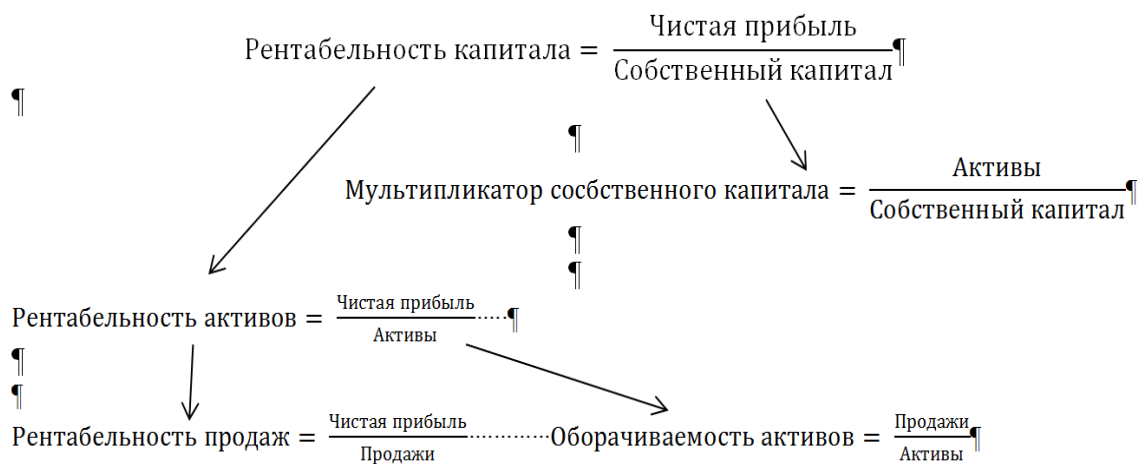 Рентабельность капитала = Чистая прибыль / Собственный капитал¶
¶
¶
Мультипликатор сосбственного капитала = Активы / Собственный капитал¶
¶
¶
Рентабельность активов = Чистая прибыль / Активы ·····¶
¶
¶
Рентабельность продаж = Чистая прибыль / Продажи ············Оборачиваемость активов = Продажи / Активы¶